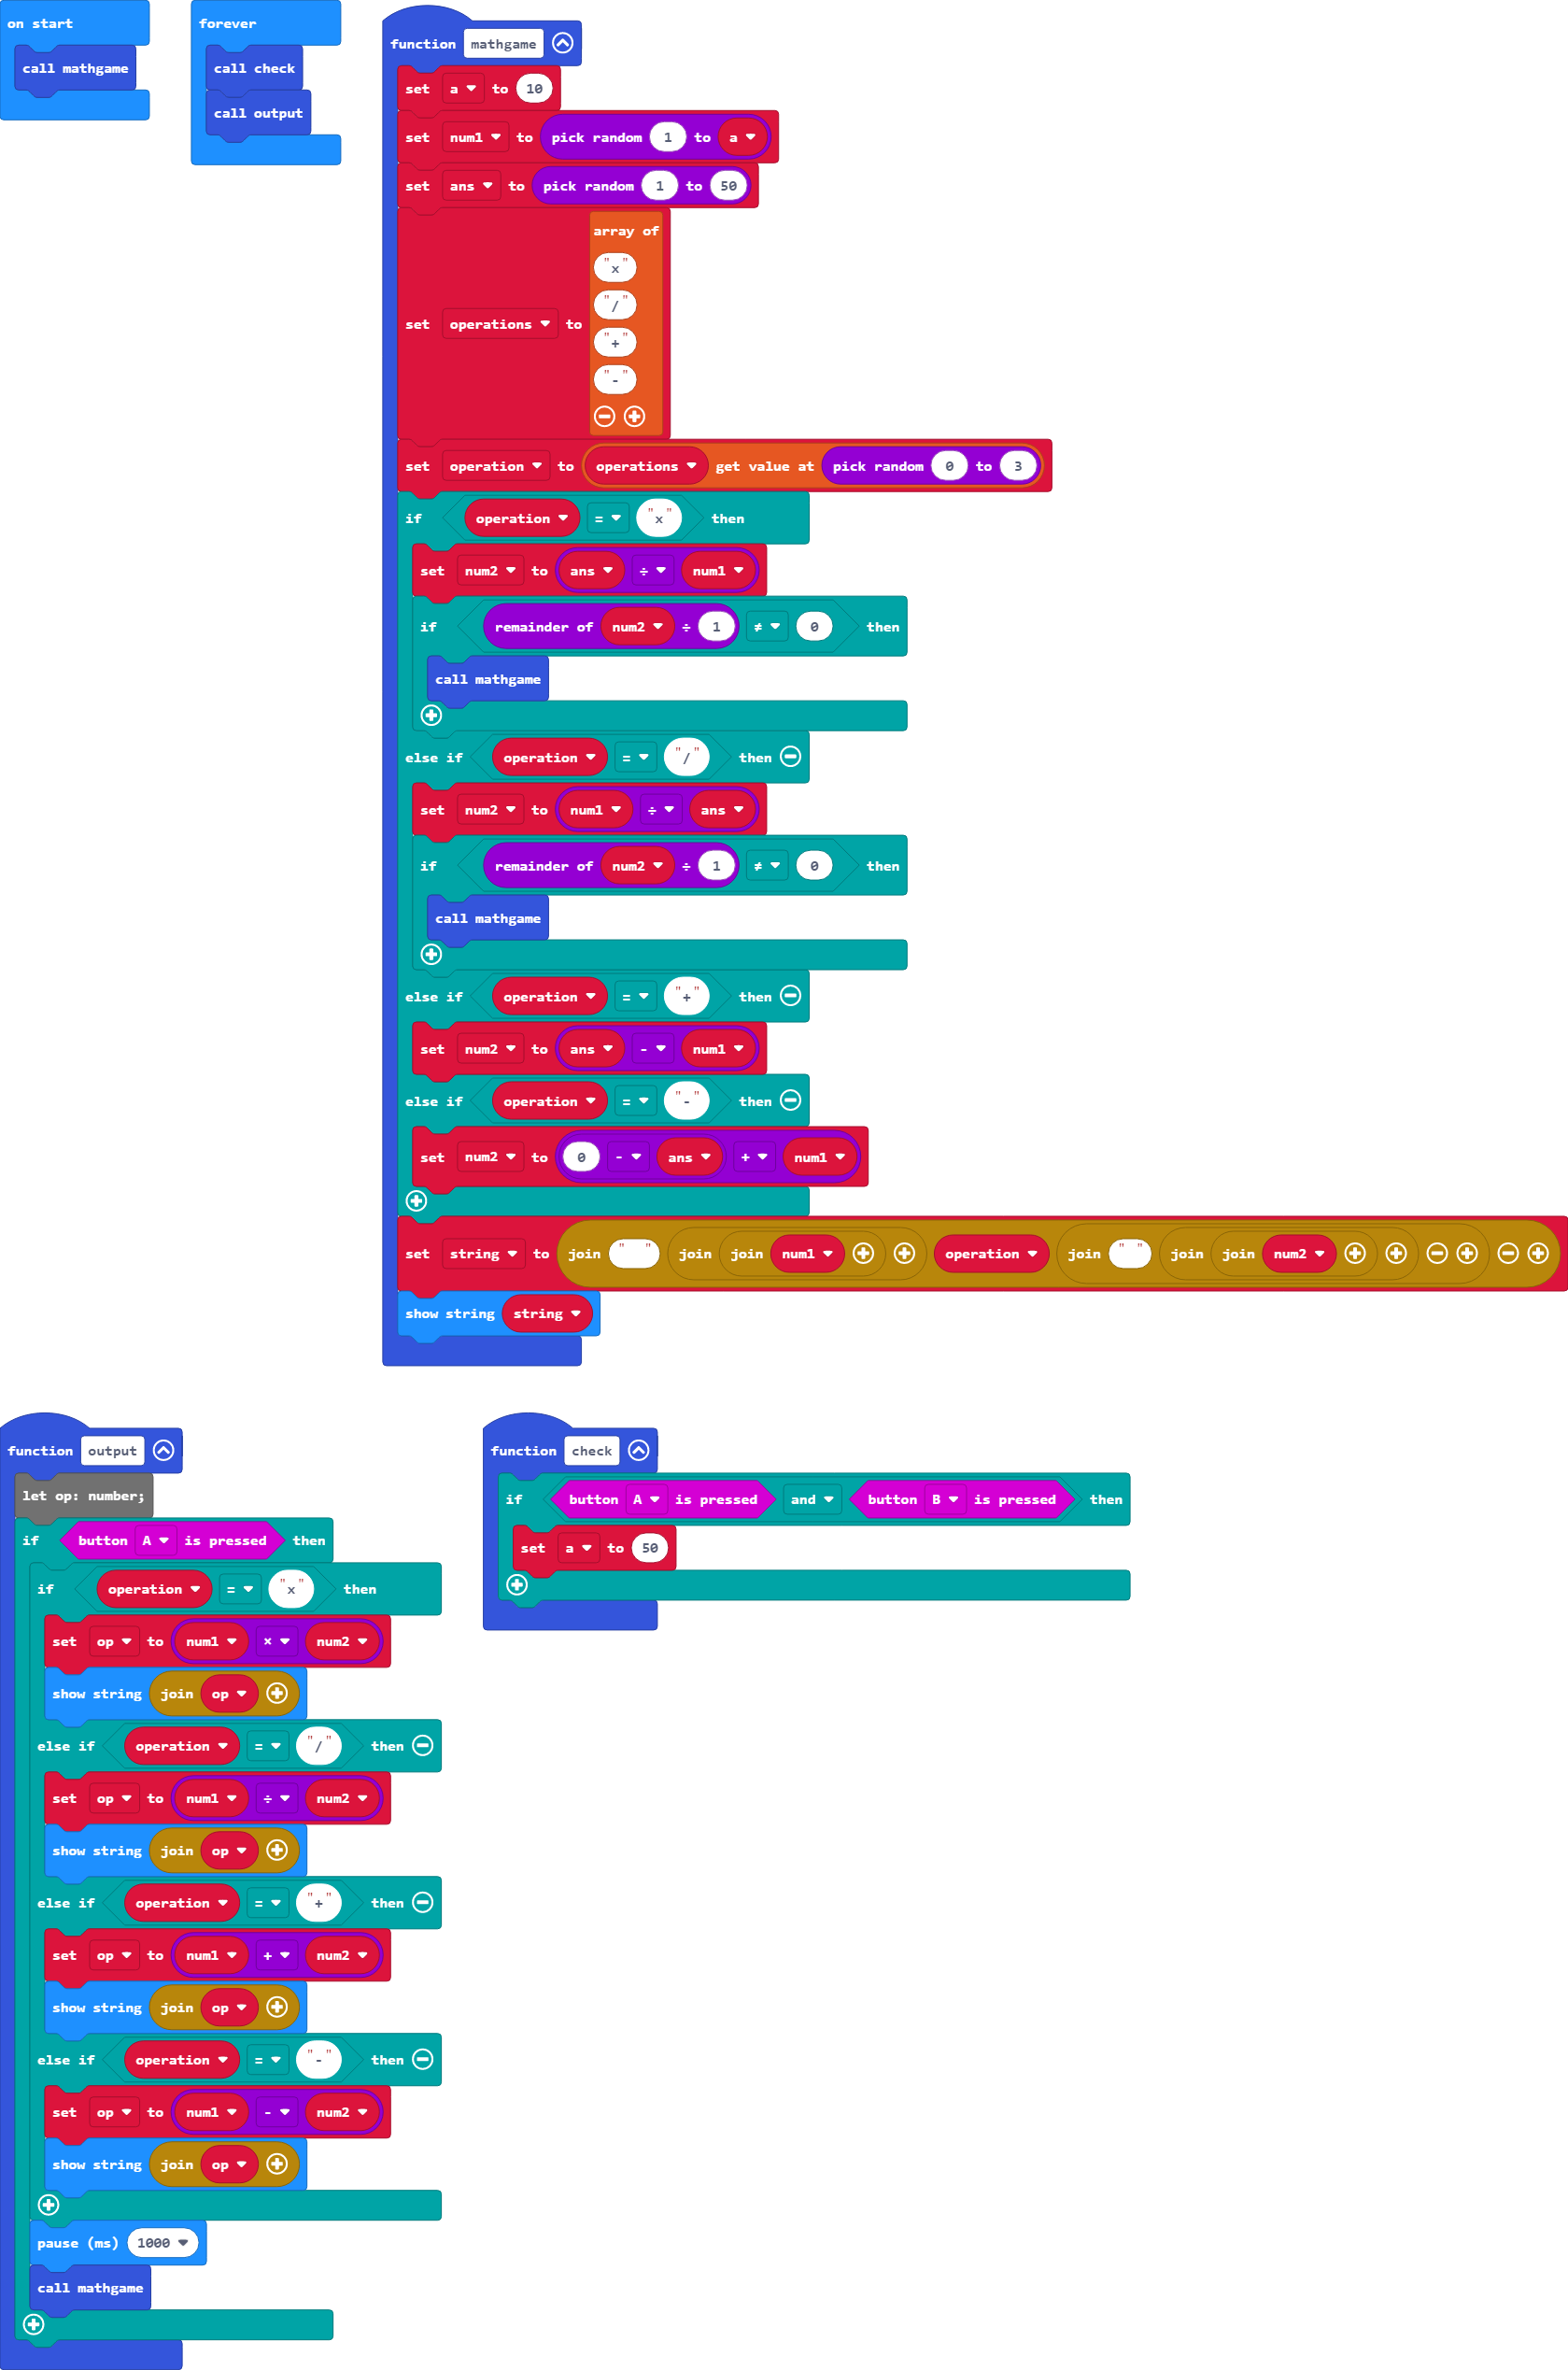 on start
call mathgame
forever
call check
call output
function mathgame
set a to 10
set num1 to pick random 1 to a
set ans to pick random 1 to 50
set operations to array of
"x"
"/"
"+"
"-"
set operation to operations get value at pick random 0 to 3
if operation = "x" then
set num2 to ans ÷ num1
if remainder of num2 ÷ 1 ≠ 0 then
call mathgame
else if operation = "/" then
set num2 to num1 ÷ ans
if remainder of num2 ÷ 1 ≠ 0 then
call mathgame
else if operation = "+" then
set num2 to ans - num1
else if operation = "-" then
set num2 to 0 - ans + num1
set string to join "  " join join num1 operation join " " join join num2
show string string
function output
let op: number;
if button A is pressed then
if operation = "x" then
set op to num1 × num2
show string join op
else if operation = "/" then
set op to num1 ÷ num2
show string join op
else if operation = "+" then
set op to num1 + num2
show string join op
else if operation = "-" then
set op to num1 - num2
show string join op
pause (ms) 1000
call mathgame
function check
if button A is pressed and button B is pressed then
set a to 50